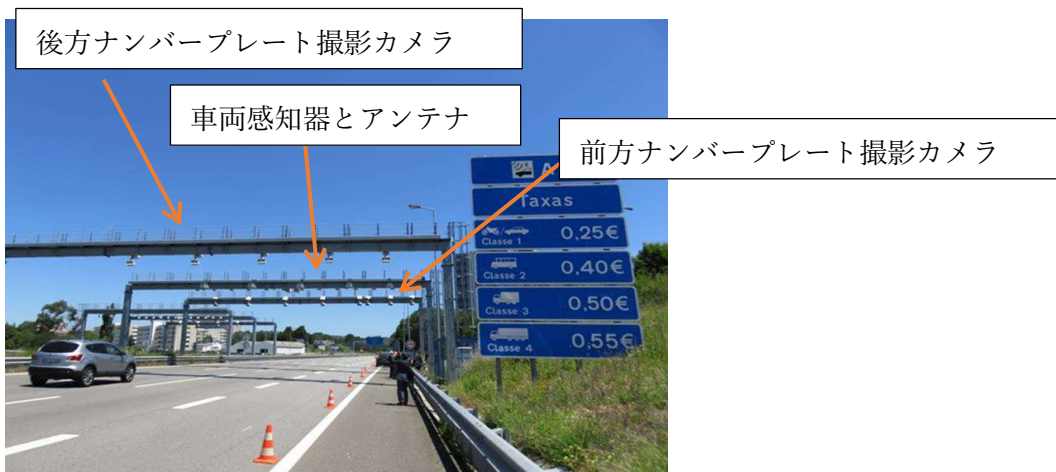 後方ナンバープレート撮影カメラ
車両感知器とアンテナ
前方ナンバープレート撮影カメラ
A
Taxas
Classe 1 0,25€
Classe 2 0,40€
Classe 3 0,50€
Classe 4 0,55€